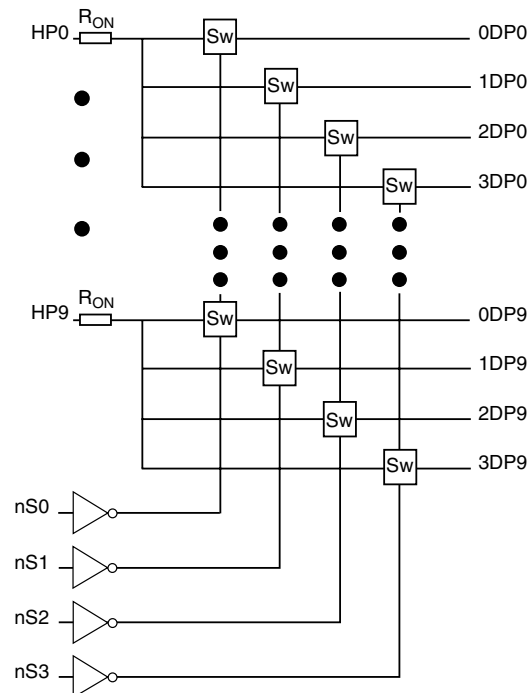 HP0 RON Sw 0DP0
Sw 1DP0
Sw 2DP0
Sw 3DP0
HP9 RON Sw 0DP9
Sw 1DP9
Sw 2DP9
Sw 3DP9
nS0
nS1
nS2
nS3